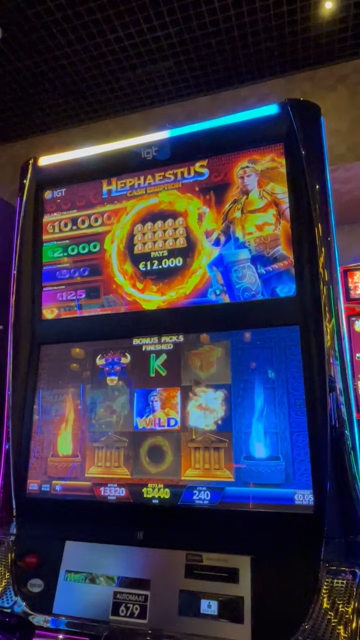 igt
IGT
HEPHAESTUS
CASH ERUPTION
€10.000
€2.000
€500
€125
PAYS
€12.000
BONUS PICKS
FINISHED
K
WILD
13320
13440
240
€0.05
AUTOMAAT
679